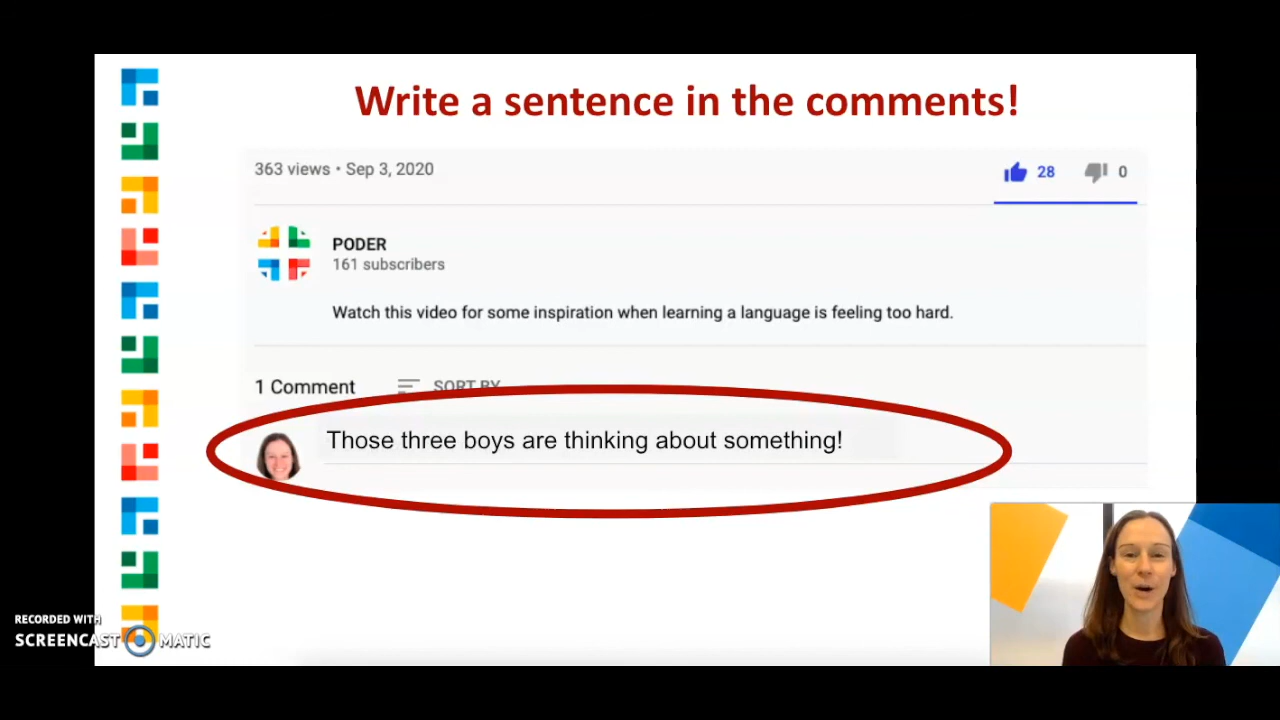 Write a sentence in the comments!
363 views • Sep 3, 2020
28
0
PODER
161 subscribers
Watch this video for some inspiration when learning a language is feeling too hard.
1 Comment
SORT BY
Those three boys are thinking about something!
RECORDED WITH
SCREENCAST MATIC